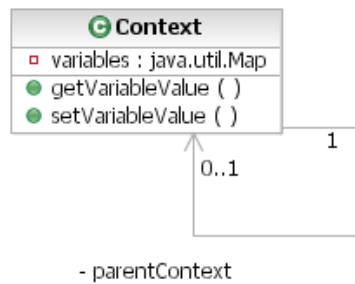 Context
variables : java.util.Map
getVariableValue ( )
setVariableValue ( )
1
0..1
- parentContext